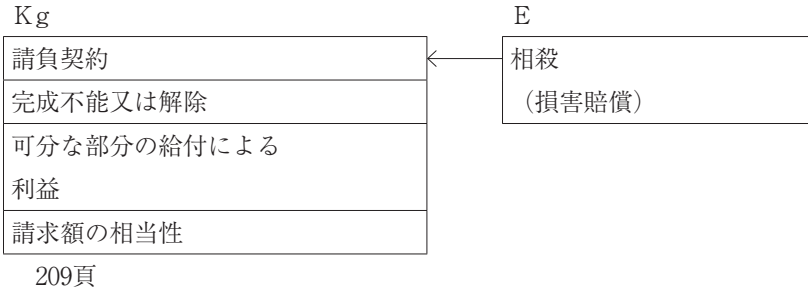 Ｋｇ
請負契約
完成不能又は解除
可分な部分の給付による
利益
請求額の相当性
209頁
Ｅ
相殺
（損害賠償）